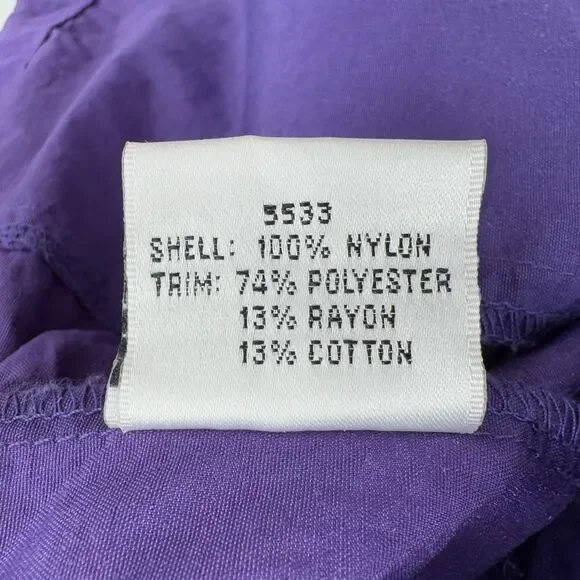 5533
SHELL: 100% NYLON
TRIM: 74% POLYESTER
13% RAYON
13% COTTON